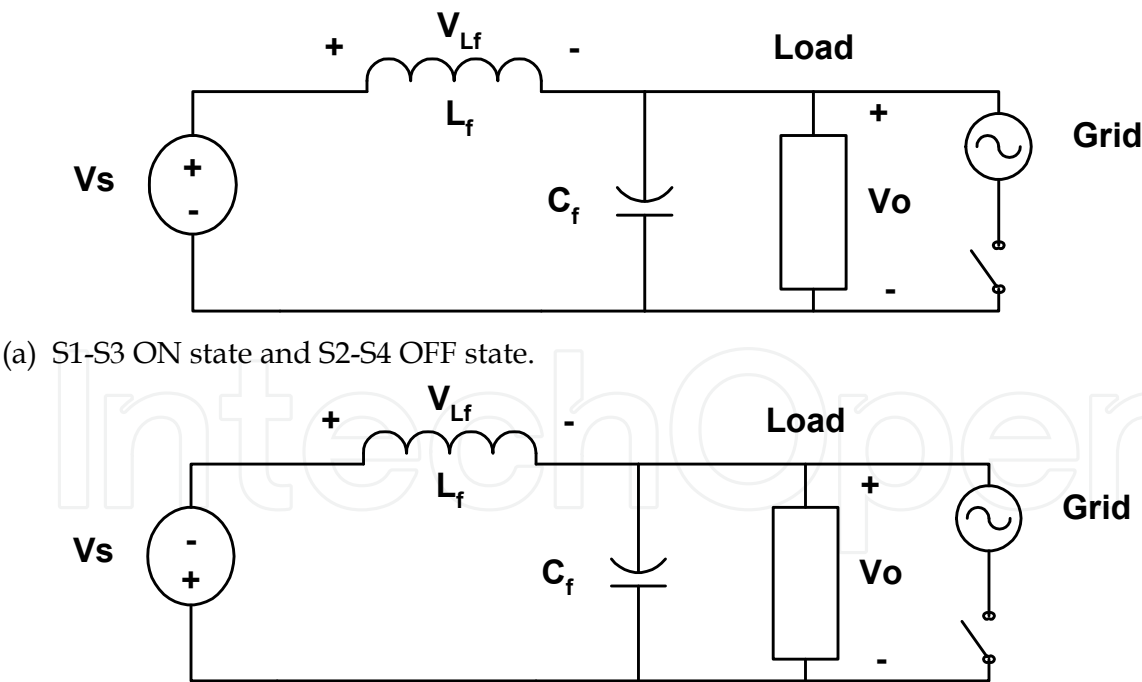 + V_Lf - Load
L_f
+
Grid
Vs
+
-
C_f
Vo
-
(a) S1-S3 ON state and S2-S4 OFF state.
IntechOpen
+ V_Lf - Load
L_f
+
Grid
Vs
-
+
C_f
Vo
-